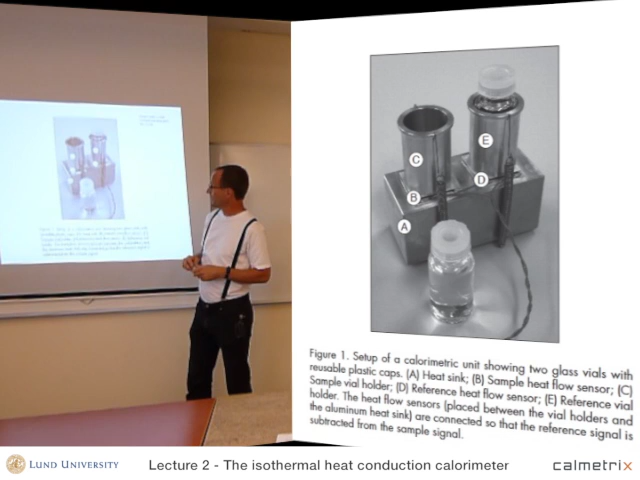 C
E
B
D
A
Figure 1. Setup of a calorimetric unit showing two glass vials with
reusable plastic caps. (A) Heat sink; (B) Sample heat flow sensor; (C)
Sample vial holder; (D) Reference heat flow sensor; (E) Reference vial
holder. The heat flow sensors (placed between the vial holders and
the aluminum heat sink) are connected so that the reference signal is
subtracted from the sample signal.
LUND UNIVERSITY
Lecture 2 - The isothermal heat conduction calorimeter
calmetrix